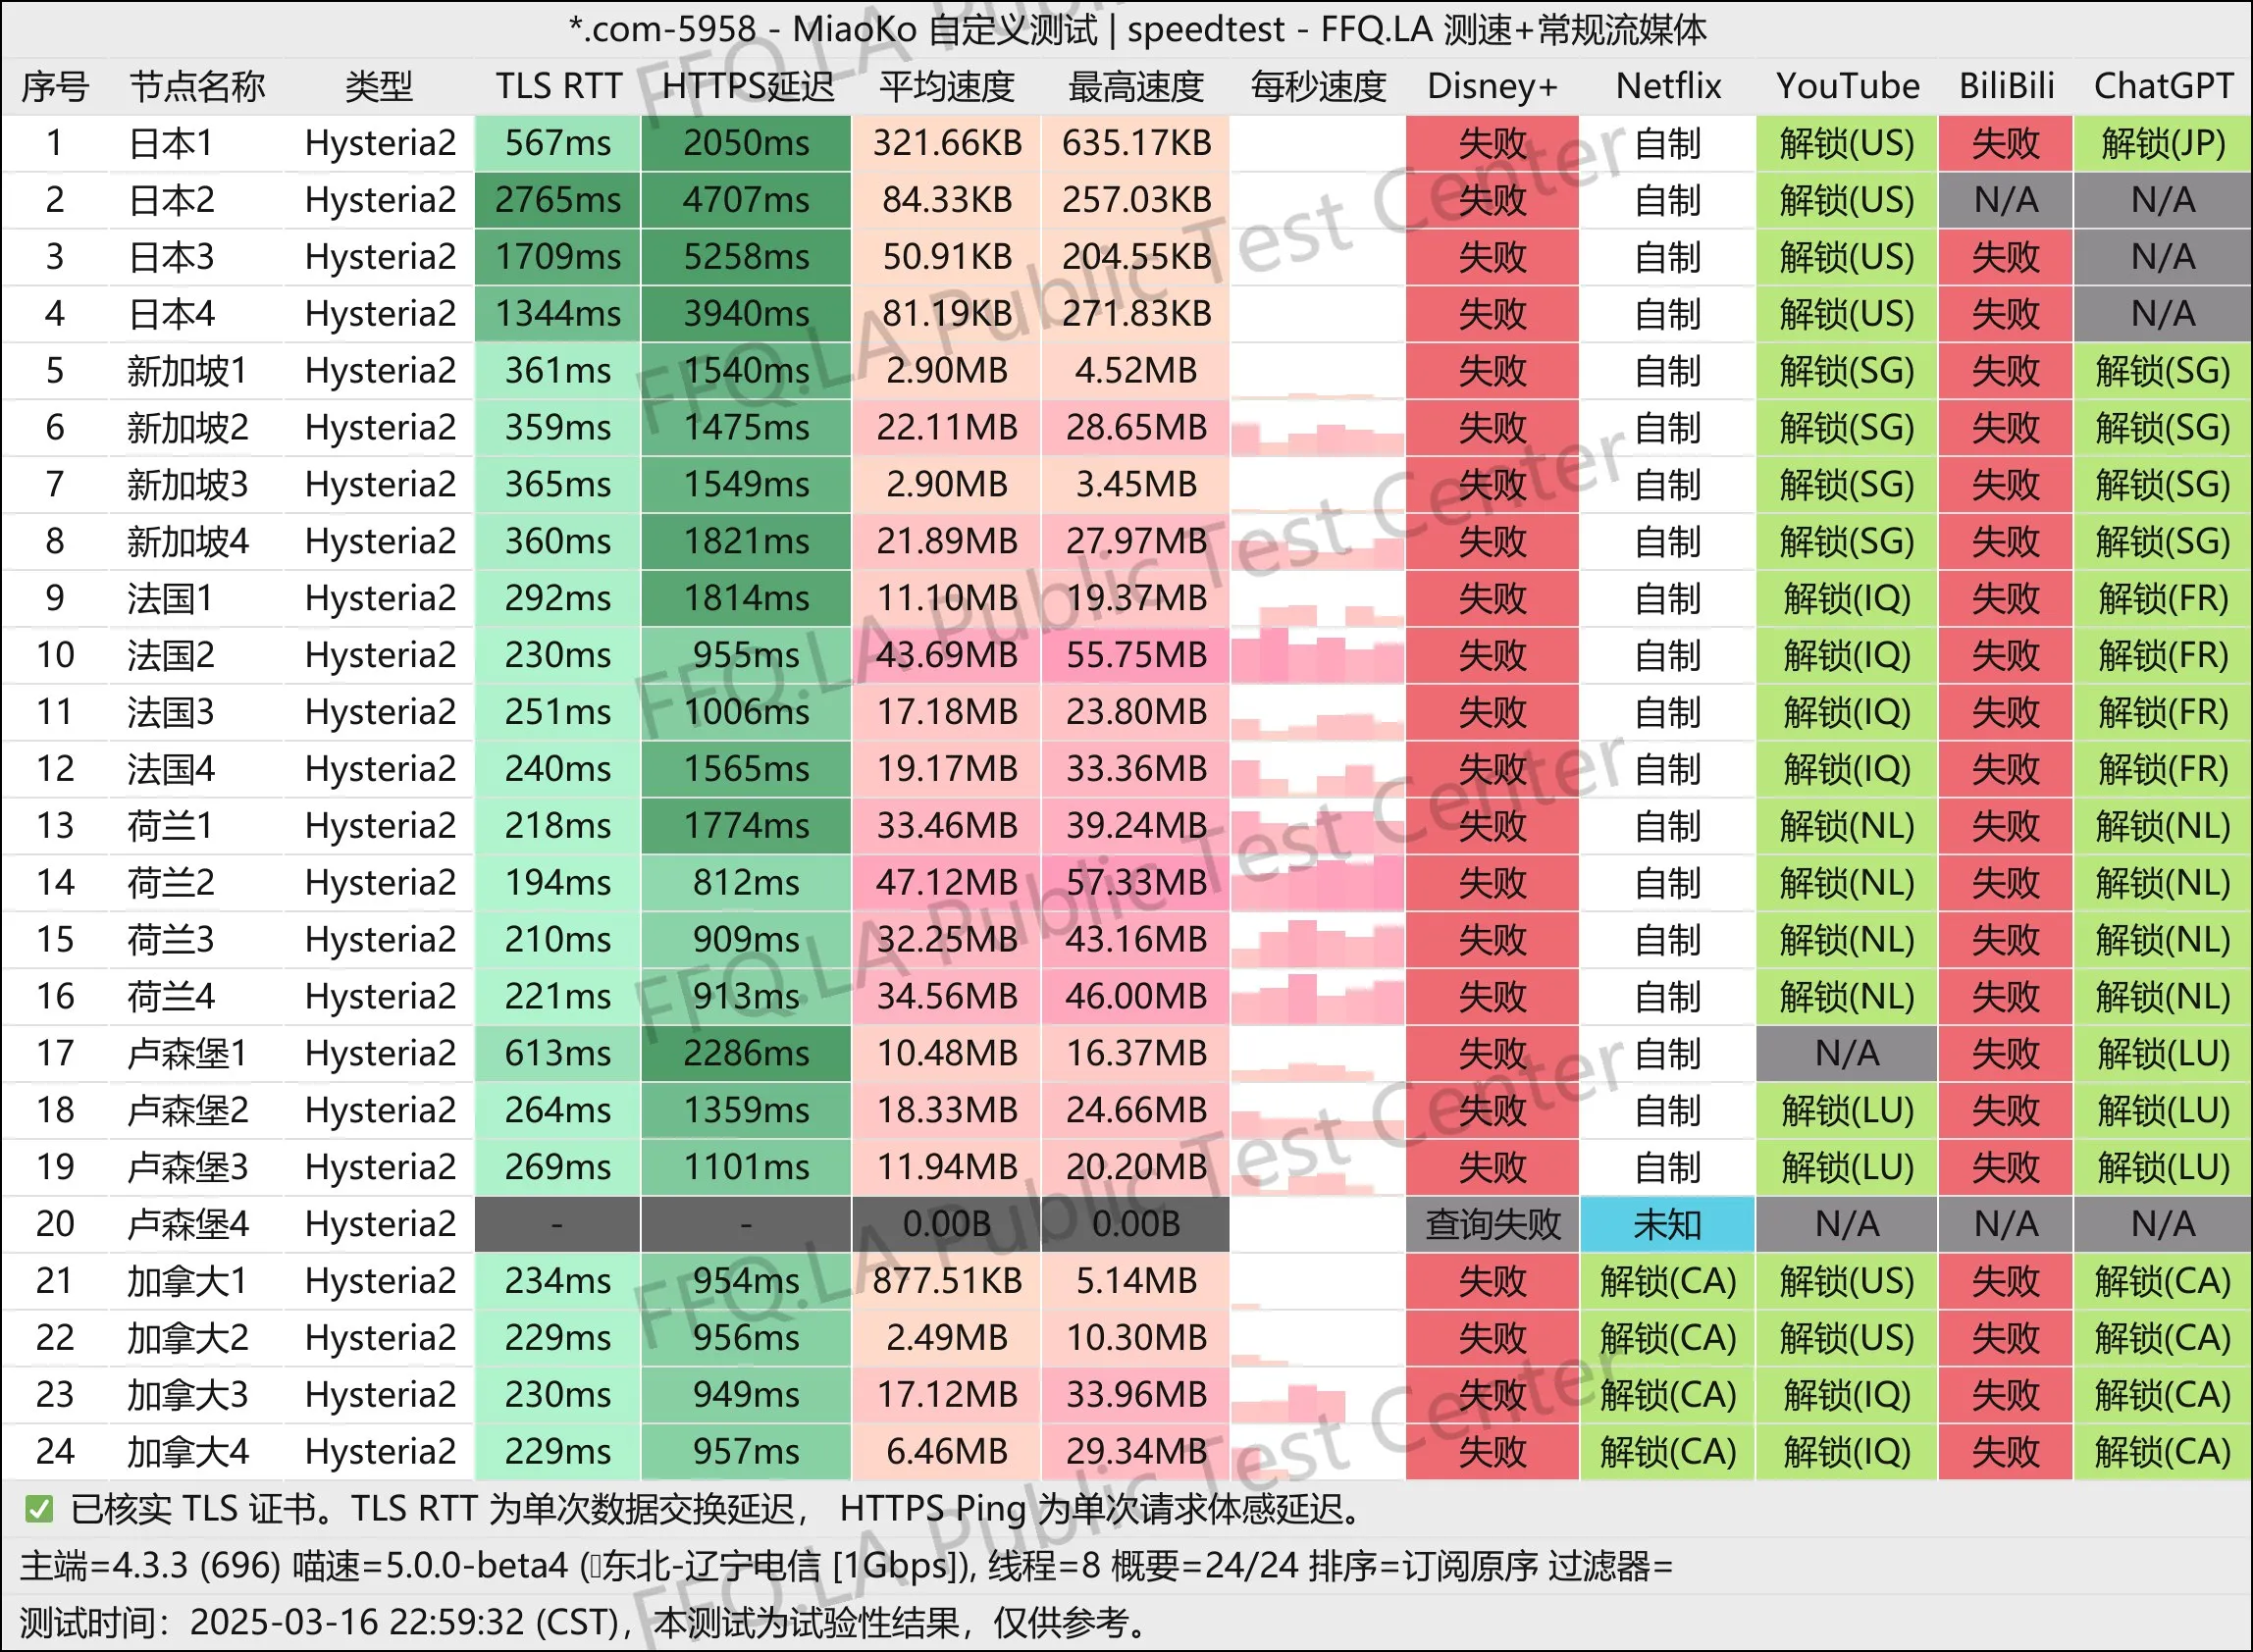 *.com-5958 - MiaoKo 自定义测试 | speedtest - FFQ.LA 测速+常规流媒体
序号 节点名称 类型 TLS RTT HTTPS延迟 平均速度 最高速度 每秒速度 Disney+ Netflix YouTube BiliBili ChatGPT
1 日本1 Hysteria2 567ms 2050ms 321.66KB 635.17KB 失败 自制 解锁(US) 失败 解锁(JP)
2 日本2 Hysteria2 2765ms 4707ms 84.33KB 257.03KB 失败 自制 解锁(US) N/A N/A
3 日本3 Hysteria2 1709ms 5258ms 50.91KB 204.55KB 失败 自制 解锁(US) 失败 N/A
4 日本4 Hysteria2 1344ms 3940ms 81.19KB 271.83KB 失败 自制 解锁(US) 失败 N/A
5 新加坡1 Hysteria2 361ms 1540ms 2.90MB 4.52MB 失败 自制 解锁(SG) 失败 解锁(SG)
6 新加坡2 Hysteria2 359ms 1475ms 22.11MB 28.65MB 失败 自制 解锁(SG) 失败 解锁(SG)
7 新加坡3 Hysteria2 365ms 1549ms 2.90MB 3.45MB 失败 自制 解锁(SG) 失败 解锁(SG)
8 新加坡4 Hysteria2 360ms 1821ms 21.89MB 27.97MB 失败 自制 解锁(SG) 失败 解锁(SG)
9 法国1 Hysteria2 292ms 1814ms 11.10MB 19.37MB 失败 自制 解锁(IQ) 失败 解锁(FR)
10 法国2 Hysteria2 230ms 955ms 43.69MB 55.75MB 失败 自制 解锁(IQ) 失败 解锁(FR)
11 法国3 Hysteria2 251ms 1006ms 17.18MB 23.80MB 失败 自制 解锁(IQ) 失败 解锁(FR)
12 法国4 Hysteria2 240ms 1565ms 19.17MB 33.36MB 失败 自制 解锁(IQ) 失败 解锁(FR)
13 荷兰1 Hysteria2 218ms 1774ms 33.46MB 39.24MB 失败 自制 解锁(NL) 失败 解锁(NL)
14 荷兰2 Hysteria2 194ms 812ms 47.12MB 57.33MB 失败 自制 解锁(NL) 失败 解锁(NL)
15 荷兰3 Hysteria2 210ms 909ms 32.25MB 43.16MB 失败 自制 解锁(NL) 失败 解锁(NL)
16 荷兰4 Hysteria2 221ms 913ms 34.56MB 46.00MB 失败 自制 解锁(NL) 失败 解锁(NL)
17 卢森堡1 Hysteria2 613ms 2286ms 10.48MB 16.37MB 失败 自制 N/A 失败 解锁(LU)
18 卢森堡2 Hysteria2 264ms 1359ms 18.33MB 24.66MB 失败 自制 解锁(LU) 失败 解锁(LU)
19 卢森堡3 Hysteria2 269ms 1101ms 11.94MB 20.20MB 失败 自制 解锁(LU) 失败 解锁(LU)
20 卢森堡4 Hysteria2 - - 0.00B 0.00B 查询失败 未知 N/A N/A N/A
21 加拿大1 Hysteria2 234ms 954ms 877.51KB 5.14MB 失败 解锁(CA) 解锁(US) 失败 解锁(CA)
22 加拿大2 Hysteria2 229ms 956ms 2.49MB 10.30MB 失败 解锁(CA) 解锁(US) 失败 解锁(CA)
23 加拿大3 Hysteria2 230ms 949ms 17.12MB 33.96MB 失败 解锁(CA) 解锁(IQ) 失败 解锁(CA)
24 加拿大4 Hysteria2 229ms 957ms 6.46MB 29.34MB 失败 解锁(CA) 解锁(IQ) 失败 解锁(CA)
✅ 已核实 TLS 证书。TLS RTT 为单次数据交换延迟， HTTPS Ping 为单次请求体感延迟。
主端=4.3.3 (696) 喵速=5.0.0-beta4 (东北-辽宁电信 [1Gbps]), 线程=8 概要=24/24 排序=订阅原序 过滤器=
测试时间：2025-03-16 22:59:32 (CST)，本测试为试验性结果，仅供参考。
FFQ.LA Public Test Center
FFQ.LA Public Test Center
FFQ.LA Public Test Center
FFQ.LA Public Test Center
FFQ.LA Public Test Center